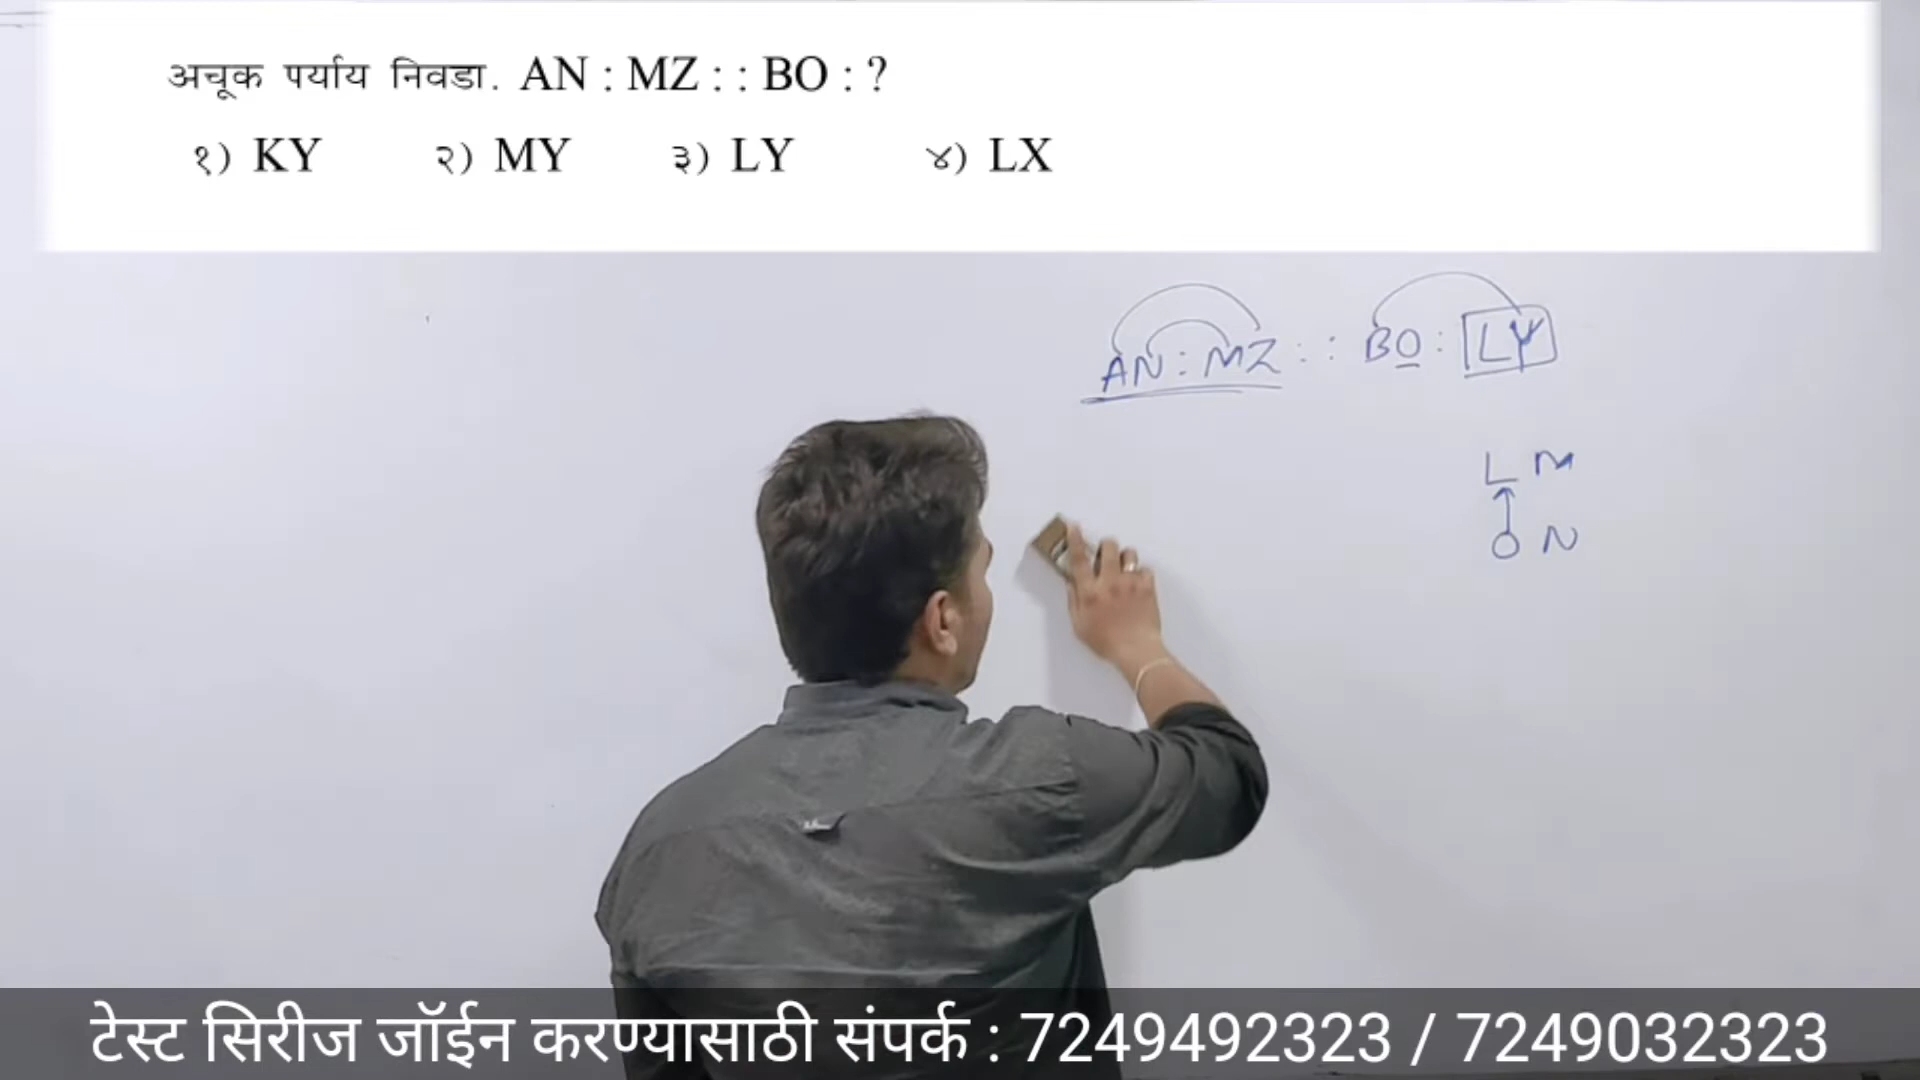 अचूक पर्याय निवडा. AN : MZ : : BO : ?
१) KY २) MY ३) LY ४) LX
AN : MZ : : BO : LY
L M
O N
टेस्ट सिरीज जॉईन करण्यासाठी संपर्क : 7249492323 / 7249032323